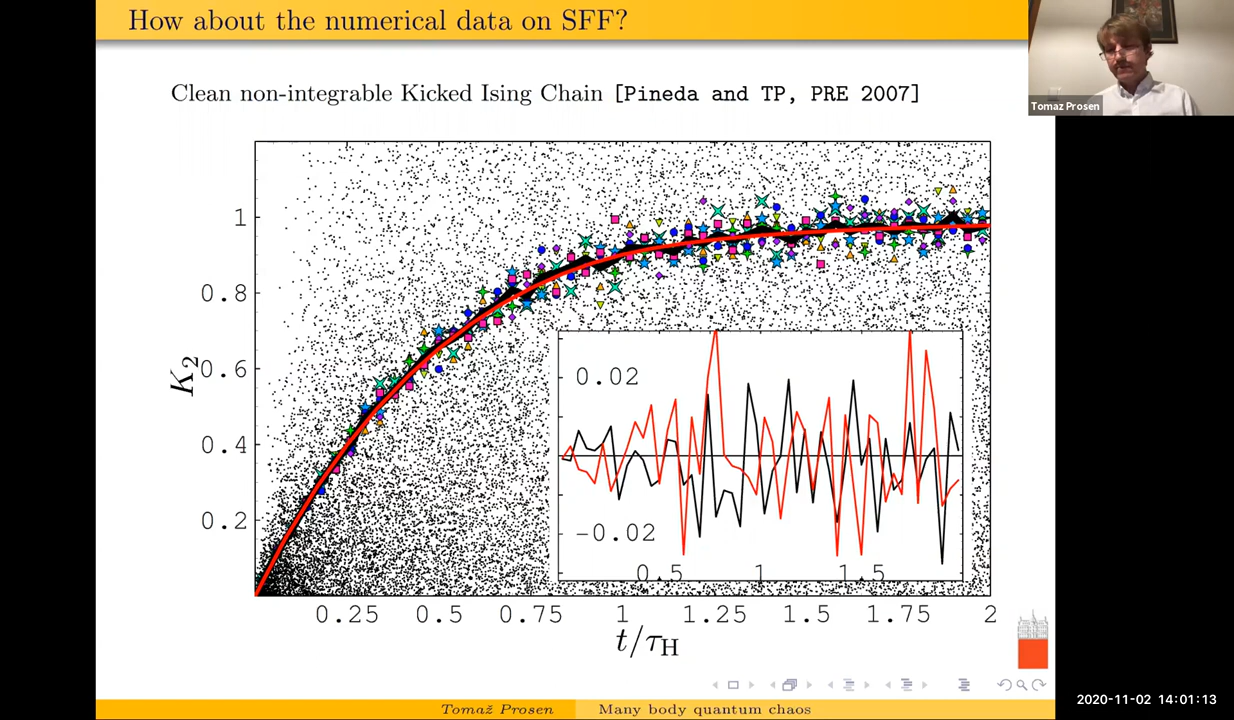 How about the numerical data on SFF?
Clean non-integrable Kicked Ising Chain [Pineda and TP, PRE 2007]
Tomaz Prosen
1
0.8
0.6
0.4
0.2
K2
0.02
-0.02
0.5 1 1.5
0.25 0.5 0.75 1 1.25 1.5 1.75 2
t/τH
Tomaž Prosen Many body quantum chaos
2020-11-02 14:01:13